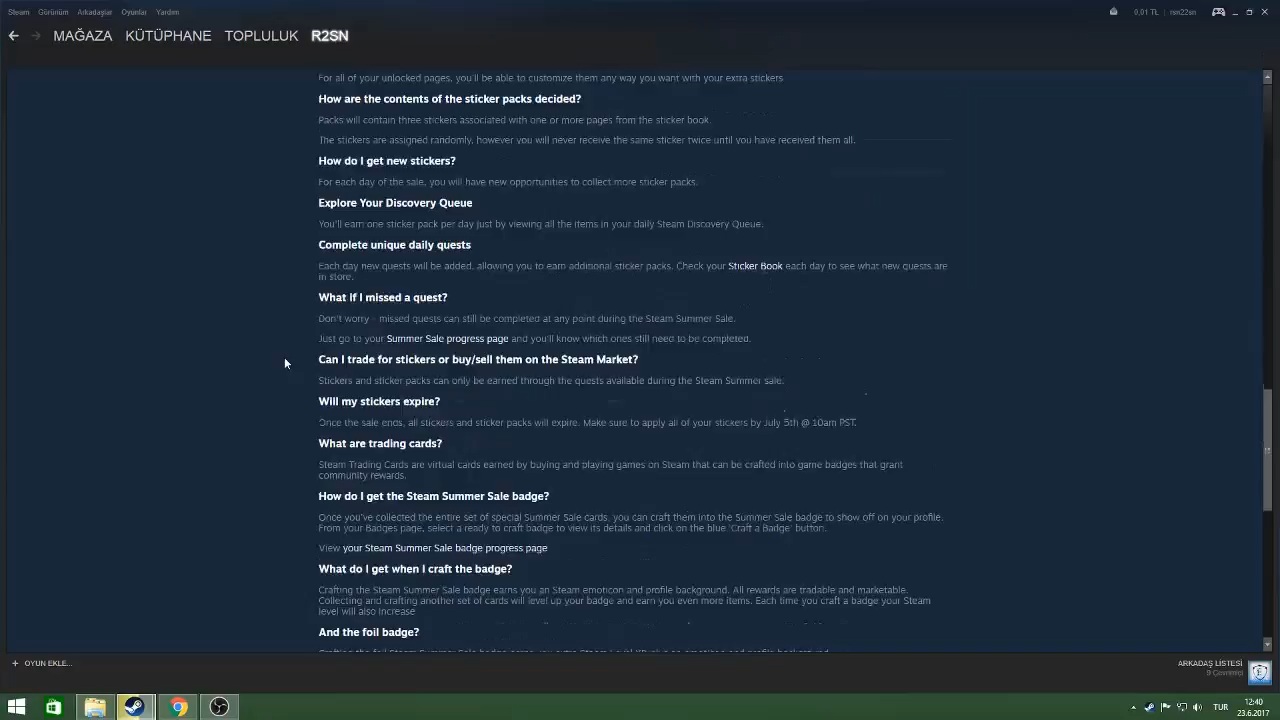 Steam Görünüm Arkadaşlar Oyunlar Yardım
0,01 TL rsn22sn
MAĞAZA KÜTÜPHANE TOPLULUK R2SN
For all of your unlocked pages, you'll be able to customize them any way you want with your extra stickers
How are the contents of the sticker packs decided?
Packs will contain three stickers associated with one or more pages from the sticker book.
The stickers are assigned randomly, however you will never receive the same sticker twice until you have received them all.
How do I get new stickers?
For each day of the sale, you will have new opportunities to collect more sticker packs.
Explore Your Discovery Queue
You'll earn one sticker pack per day just by viewing all the items in your daily Steam Discovery Queue.
Complete unique daily quests
Each day new quests will be added, allowing you to earn additional sticker packs. Check your Sticker Book each day to see what new quests are
in store.
What if I missed a quest?
Don't worry - missed quests can still be completed at any point during the Steam Summer Sale.
Just go to your Summer Sale progress page and you'll know which ones still need to be completed.
Can I trade for stickers or buy/sell them on the Steam Market?
Stickers and sticker packs can only be earned through the quests available during the Steam Summer sale.
Will my stickers expire?
Once the sale ends, all stickers and sticker packs will expire. Make sure to apply all of your stickers by July 5th @ 10am PST.
What are trading cards?
Steam Trading Cards are virtual cards earned by buying and playing games on Steam that can be crafted into game badges that grant
community rewards.
How do I get the Steam Summer Sale badge?
Once you've collected the entire set of special Summer Sale cards, you can craft them into the Summer Sale badge to show off on your profile.
From your Badges page, select a ready to craft badge to view its details and click on the blue 'Craft a Badge' button.
View your Steam Summer Sale badge progress page
What do I get when I craft the badge?
Crafting the Steam Summer Sale badge earns you an Steam emoticon and profile background. All rewards are tradable and marketable.
Collecting and crafting another set of cards will level up your badge and earn you even more items. Each time you craft a badge your Steam
level will also increase
And the foil badge?
+ OYUN EKLE...
ARKADAŞ LİSTESİ
9 Çevrimiçi
TUR
12:40
23.6.2017